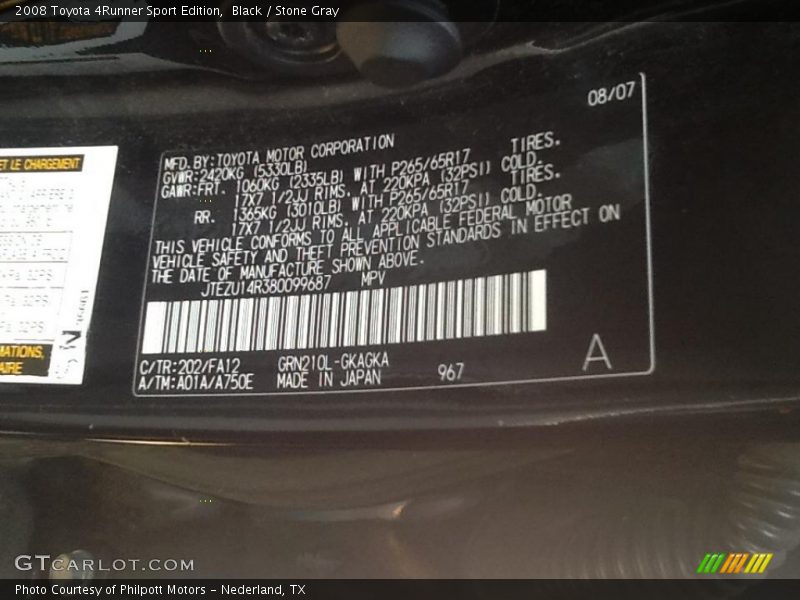 2008 Toyota 4Runner Sport Edition, Black / Stone Gray
08/07
MFD. BY: TOYOTA MOTOR CORPORATION
GVWR: 2420KG (5330LB)
GAWR: FRT. 1060KG (2335LB) WITH P265/65R17 TIRES.
17X7 1/2JJ RIMS. AT 220KPA (32PSI) COLD.
RR. 1365KG (3010LB) WITH P265/65R17 TIRES.
17X7 1/2JJ RIMS. AT 220KPA (32PSI) COLD.
THIS VEHICLE CONFORMS TO ALL APPLICABLE FEDERAL MOTOR
VEHICLE SAFETY AND THEFT PREVENTION STANDARDS IN EFFECT ON
THE DATE OF MANUFACTURE SHOWN ABOVE.
JTEZU14R380099687 MPV
C/TR: 202/FA12 GRN210L-GKAGKA
A/TM: A01A/A750E MADE IN JAPAN 967
A
ET LE CHARGEMENT
GTCARLOT.COM
Photo Courtesy of Philpott Motors - Nederland, TX